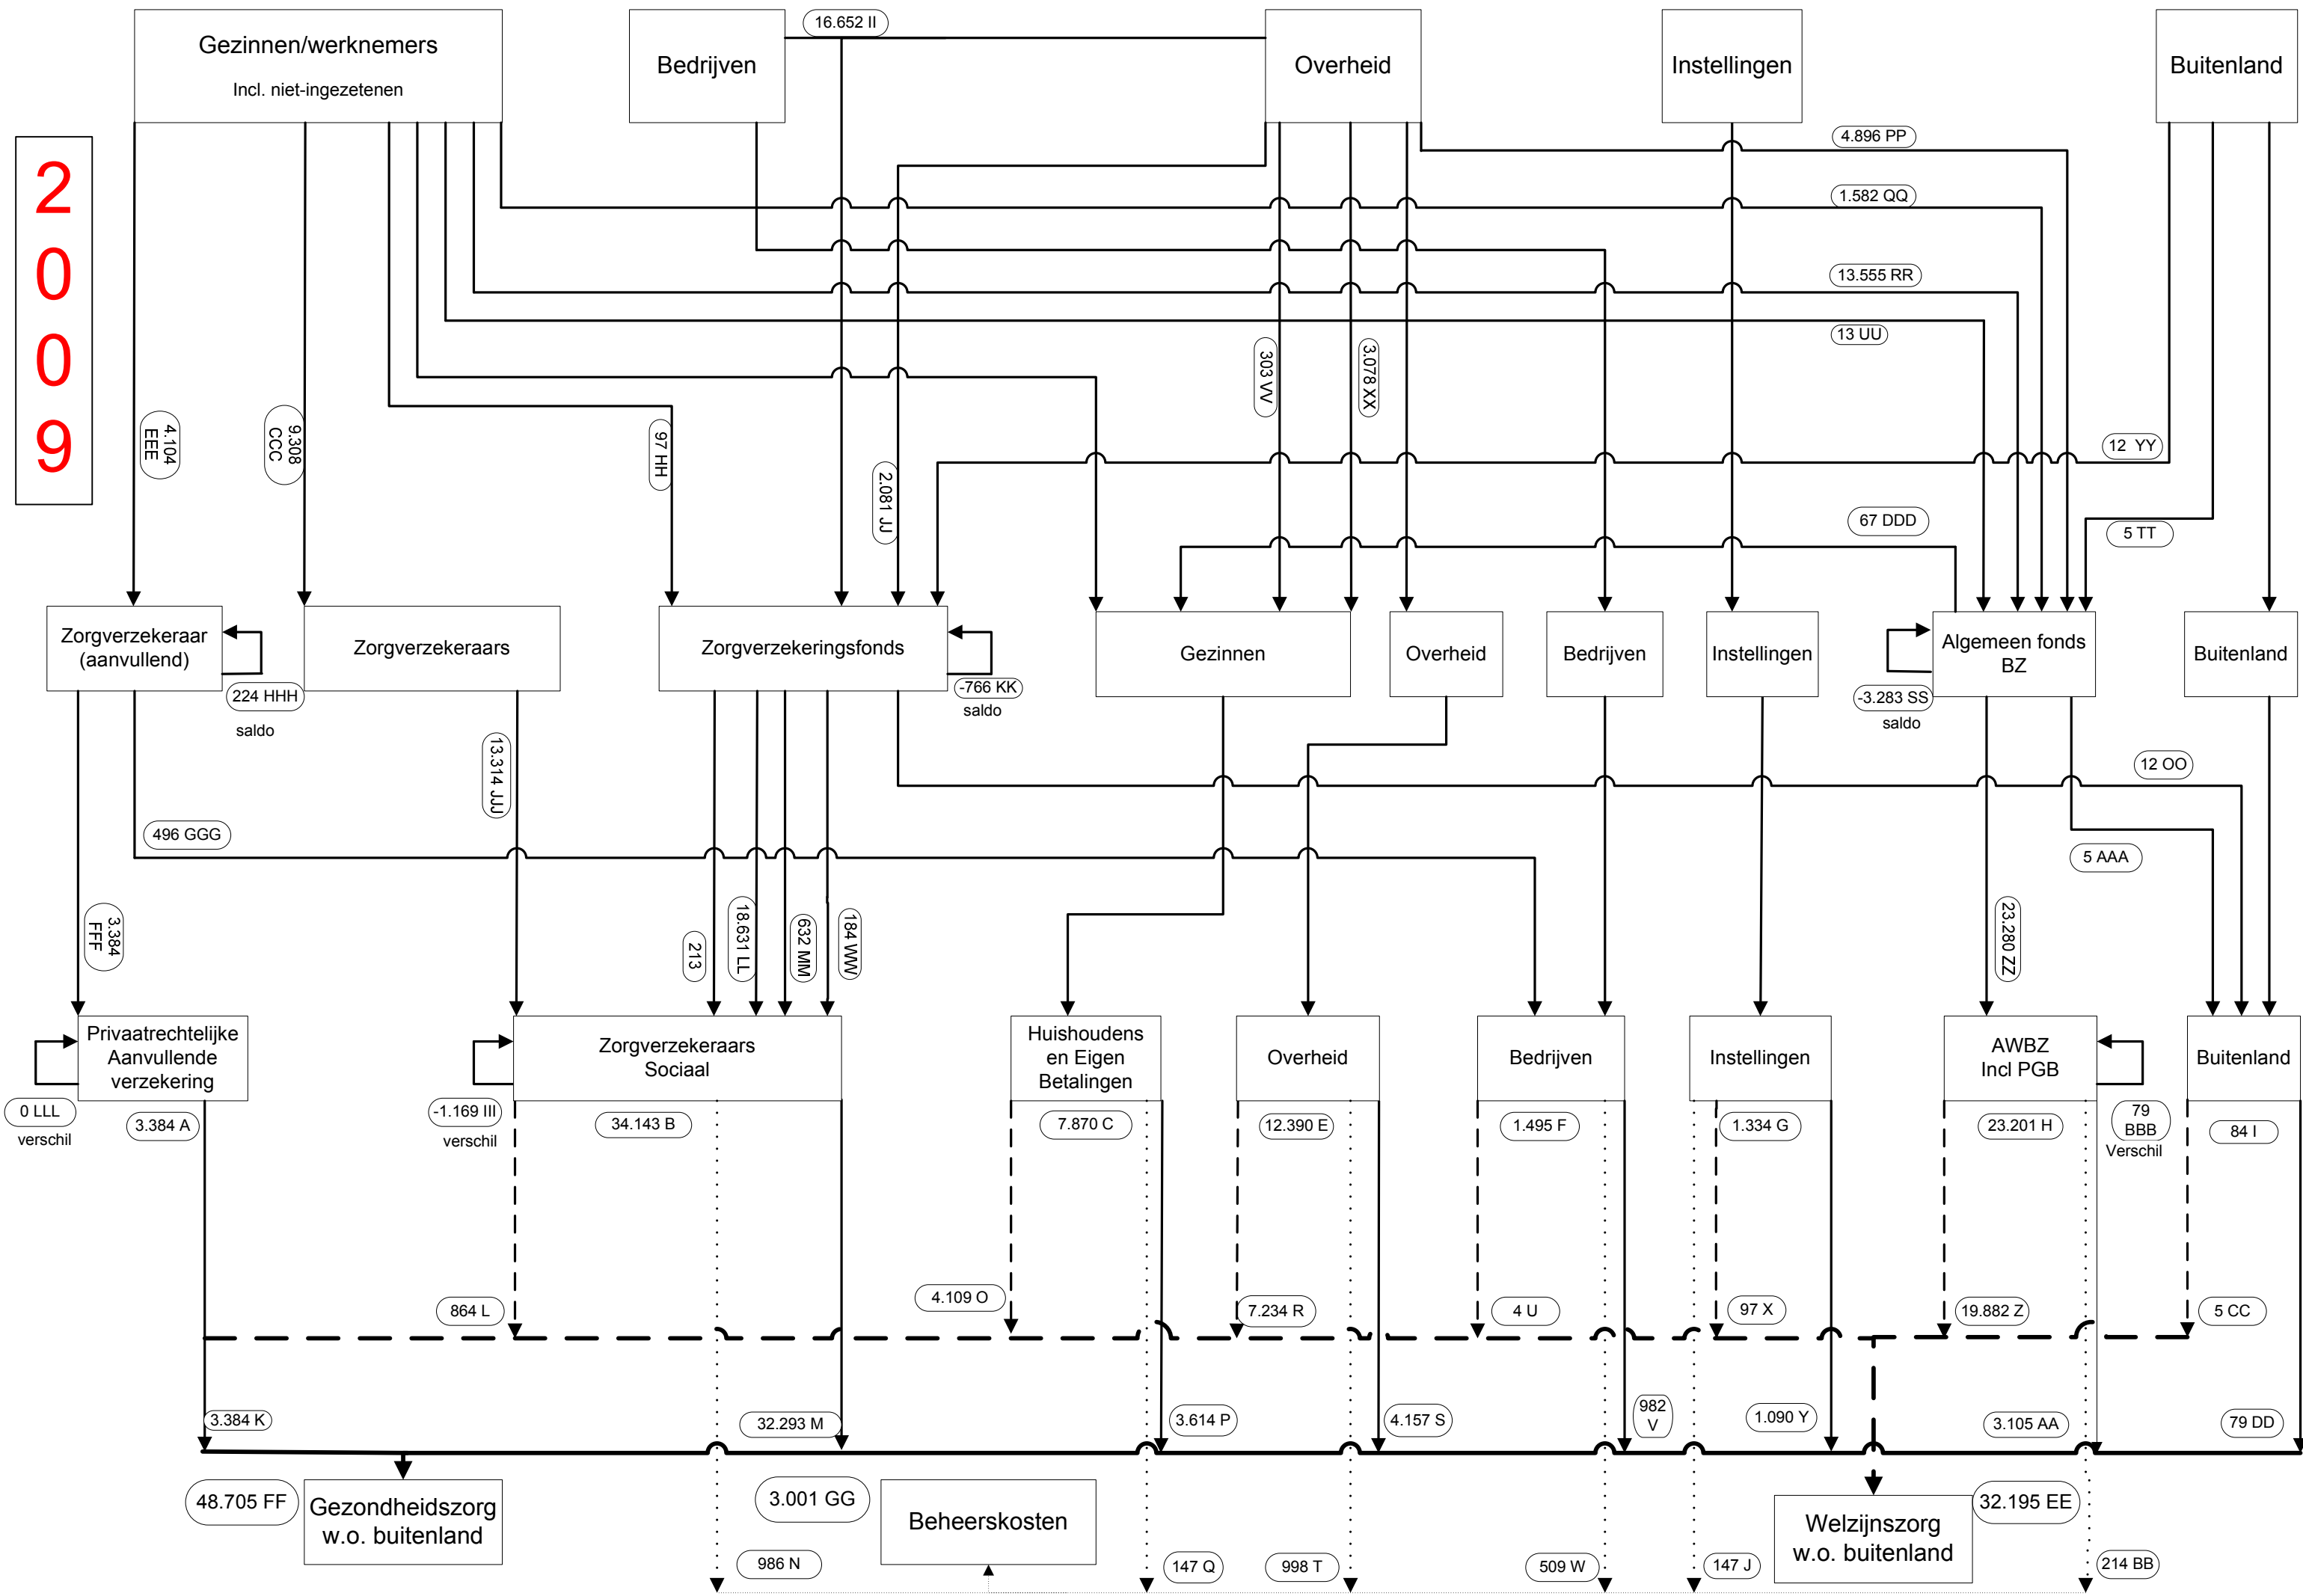 16.652 II
Gezinnen/werknemers
Incl. niet-ingezetenen
Bedrijven
Overheid
Instellingen
Buitenland
2
0
0
9
4.896 PP
1.582 QQ
13.555 RR
13 UU
303 VV
3.078 XX
4.104
EEE
9.308
CCC
97 HH
2.081 JJ
12 YY
67 DDD
5 TT
Zorgverzekeraar
(aanvullend)
Zorgverzekeraars
Zorgverzekeringsfonds
Gezinnen
Overheid
Bedrijven
Instellingen
Algemeen fonds
BZ
Buitenland
224 HHH
saldo
-766 KK
saldo
-3.283 SS
saldo
13.314 JJJ
12 OO
496 GGG
5 AAA
3.384
FFF
213
18.631 LL
632 MM
184 WW
23.280 ZZ
Privaatrechtelijke
Aanvullende
verzekering
Zorgverzekeraars
Sociaal
Huishoudens
en Eigen
Betalingen
Overheid
Bedrijven
Instellingen
AWBZ
Incl PGB
Buitenland
0 LLL
verschil
3.384 A
-1.169 III
verschil
34.143 B
7.870 C
12.390 E
1.495 F
1.334 G
23.201 H
79
BBB
Verschil
84 I
864 L
4.109 O
7.234 R
4 U
97 X
19.882 Z
5 CC
3.384 K
32.293 M
3.614 P
4.157 S
982
V
1.090 Y
3.105 AA
79 DD
48.705 FF
Gezondheidszorg
w.o. buitenland
3.001 GG
Beheerskosten
Welzijnszorg
w.o. buitenland
32.195 EE
986 N
147 Q
998 T
509 W
147 J
214 BB